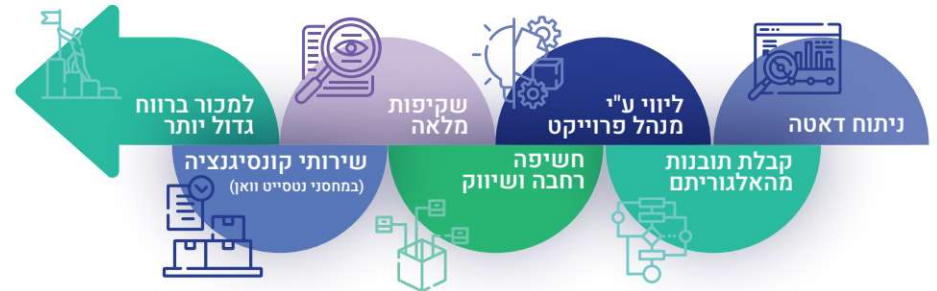 ניתוח דאטה
קבלת תובנות
מהאלגוריתם
ליווי ע"י
מנהל פרוייקט
חשיפה
רחבה ושיווק
שקיפות
מלאה
שירותי קונסיגנציה
(במחסני נטסייט וואן)
למכור ברווח
גדול יותר